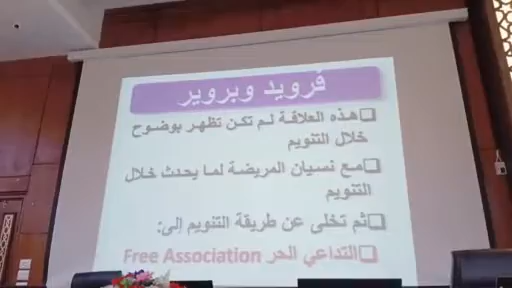 فرويد وبروير
هذه العلاقة لم تكن تظهر بوضوح
خلال التنويم
مع نسيان المريضة لما يحدث خلال
التنويم
ثم تخلى عن طريقة التنويم إلى:
التداعي الحر Free Association